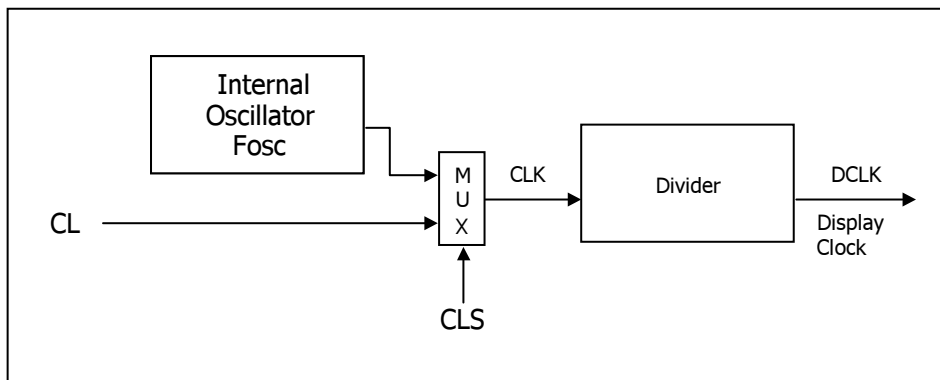 Internal
Oscillator
Fosc
M
U
X
CL
CLK
Divider
DCLK
Display
Clock
CLS